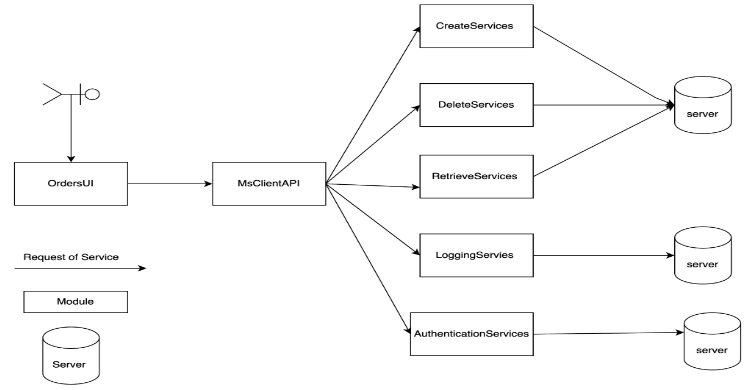 CreateServices
DeleteServices
server
OrdersUI
MsClientAPI
RetrieveServices
Request of Service
LoggingServies
server
Module
AuthenticationServices
server
Server